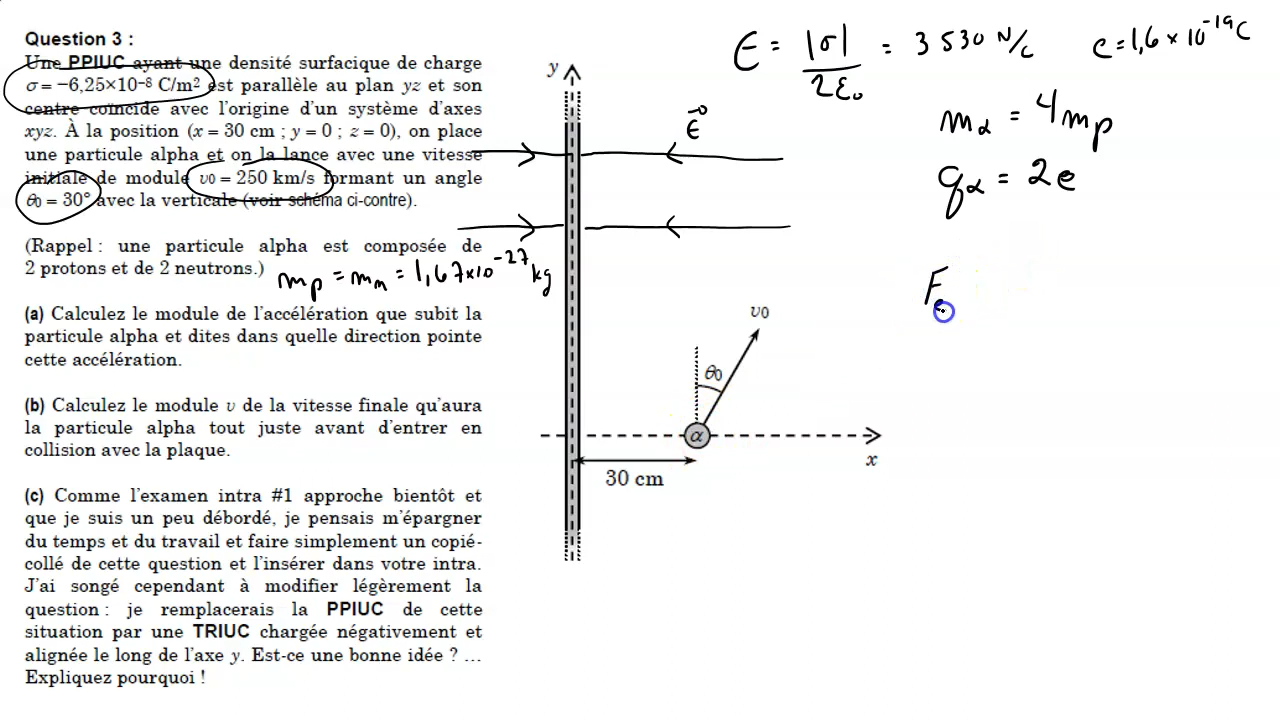 Question 3 :
Une PPIUC ayant une densité surfacique de charge
σ = −6,25×10−8 C/m2 est parallèle au plan yz et son
centre coïncide avec l'origine d'un système d'axes
xyz. À la position (x = 30 cm ; y = 0 ; z = 0), on place
une particule alpha et on la lance avec une vitesse
initiale de module v0 = 250 km/s formant un angle
θ0 = 30° avec la verticale (voir schéma ci-contre).
(Rappel : une particule alpha est composée de
2 protons et de 2 neutrons.) mp = mn = 1,67×10-27 kg
(a) Calculez le module de l'accélération que subit la
particule alpha et dites dans quelle direction pointe
cette accélération.
(b) Calculez le module v de la vitesse finale qu'aura
la particule alpha tout juste avant d'entrer en
collision avec la plaque.
(c) Comme l'examen intra #1 approche bientôt et
que je suis un peu débordé, je pensais m'épargner
du temps et du travail et faire simplement un copié-
collé de cette question et l'insérer dans votre intra.
J'ai songé cependant à modifier légèrement la
question : je remplacerais la PPIUC de cette
situation par une TRIUC chargée négativement et
alignée le long de l'axe y. Est-ce une bonne idée ? …
Expliquez pourquoi !
y
E
v0
θ0
α
x
30 cm
E = |σ| / 2ε0 = 3 530 N/C
e = 1,6 × 10-19 C
mα = 4mp
qα = 2e
Fe